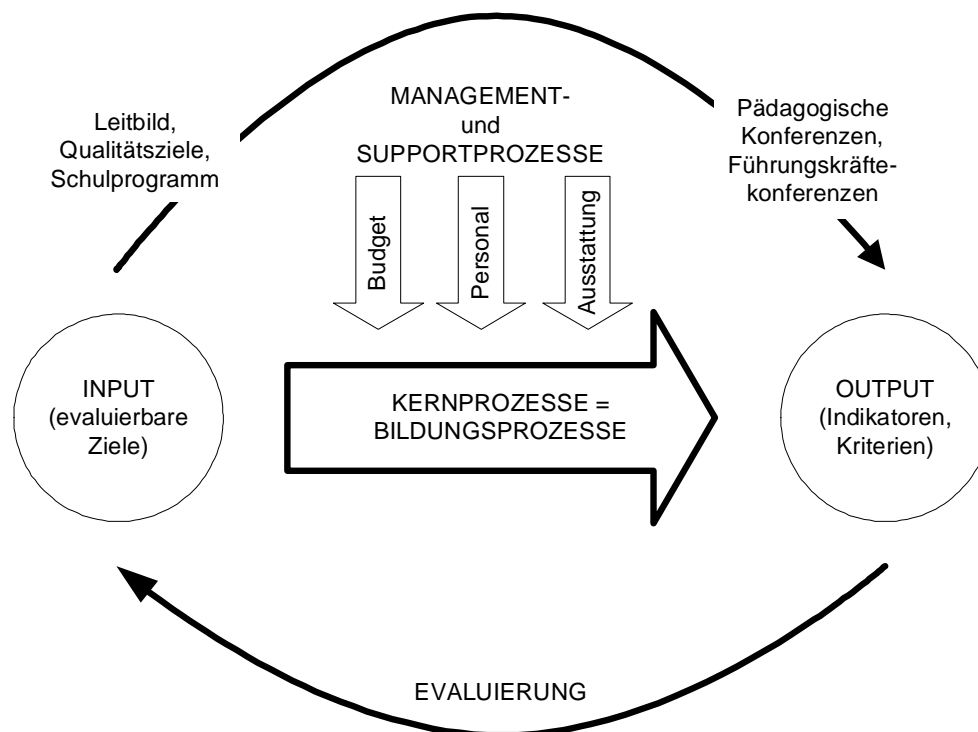 MANAGEMENT-
und
SUPPORTPROZESSE
Leitbild,
Qualitätsziele,
Schulprogramm
Pädagogische
Konferenzen,
Führungskräfte-
konferenzen
Budget
Personal
Ausstattung
INPUT
(evaluierbare
Ziele)
KERNPROZESSE =
BILDUNGSPROZESSE
OUTPUT
(Indikatoren,
Kriterien)
EVALUIERUNG